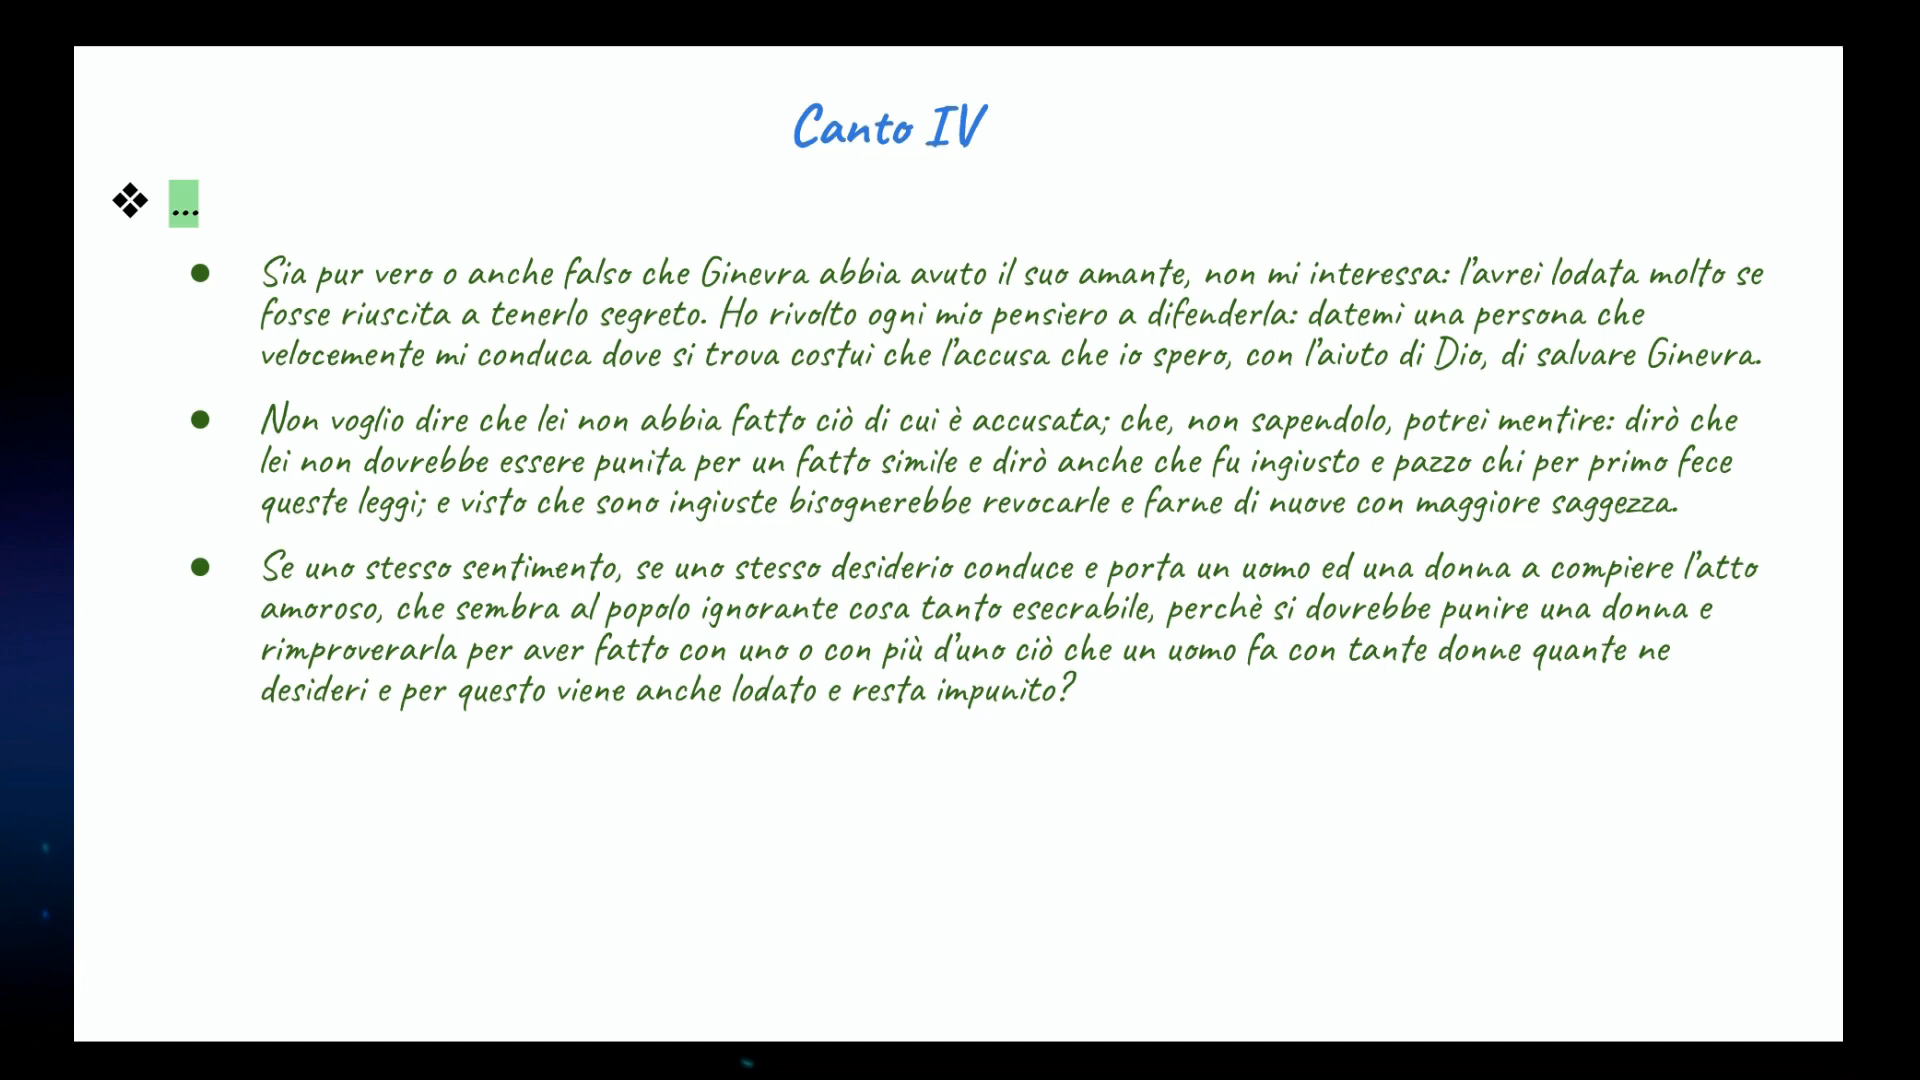 Canto IV
❖ ...
● Sia pur vero o anche falso che Ginevra abbia avuto il suo amante, non mi interessa: l'avrei lodata molto se
fosse riuscita a tenerlo segreto. Ho rivolto ogni mio pensiero a difenderla: datemi una persona che
velocemente mi conduca dove si trova costui che l'accusa che io spero, con l'aiuto di Dio, di salvare Ginevra.
● Non voglio dire che lei non abbia fatto ciò di cui è accusata; che, non sapendolo, potrei mentire: dirò che
lei non dovrebbe essere punita per un fatto simile e dirò anche che fu ingiusto e pazzo chi per primo fece
queste leggi; e visto che sono ingiuste bisognerebbe revocarle e farne di nuove con maggiore saggezza.
● Se uno stesso sentimento, se uno stesso desiderio conduce e porta un uomo ed una donna a compiere l'atto
amoroso, che sembra al popolo ignorante cosa tanto esecrabile, perchè si dovrebbe punire una donna e
rimproverarla per aver fatto con uno o con più d'uno ciò che un uomo fa con tante donne quante ne
desideri e per questo viene anche lodato e resta impunito?